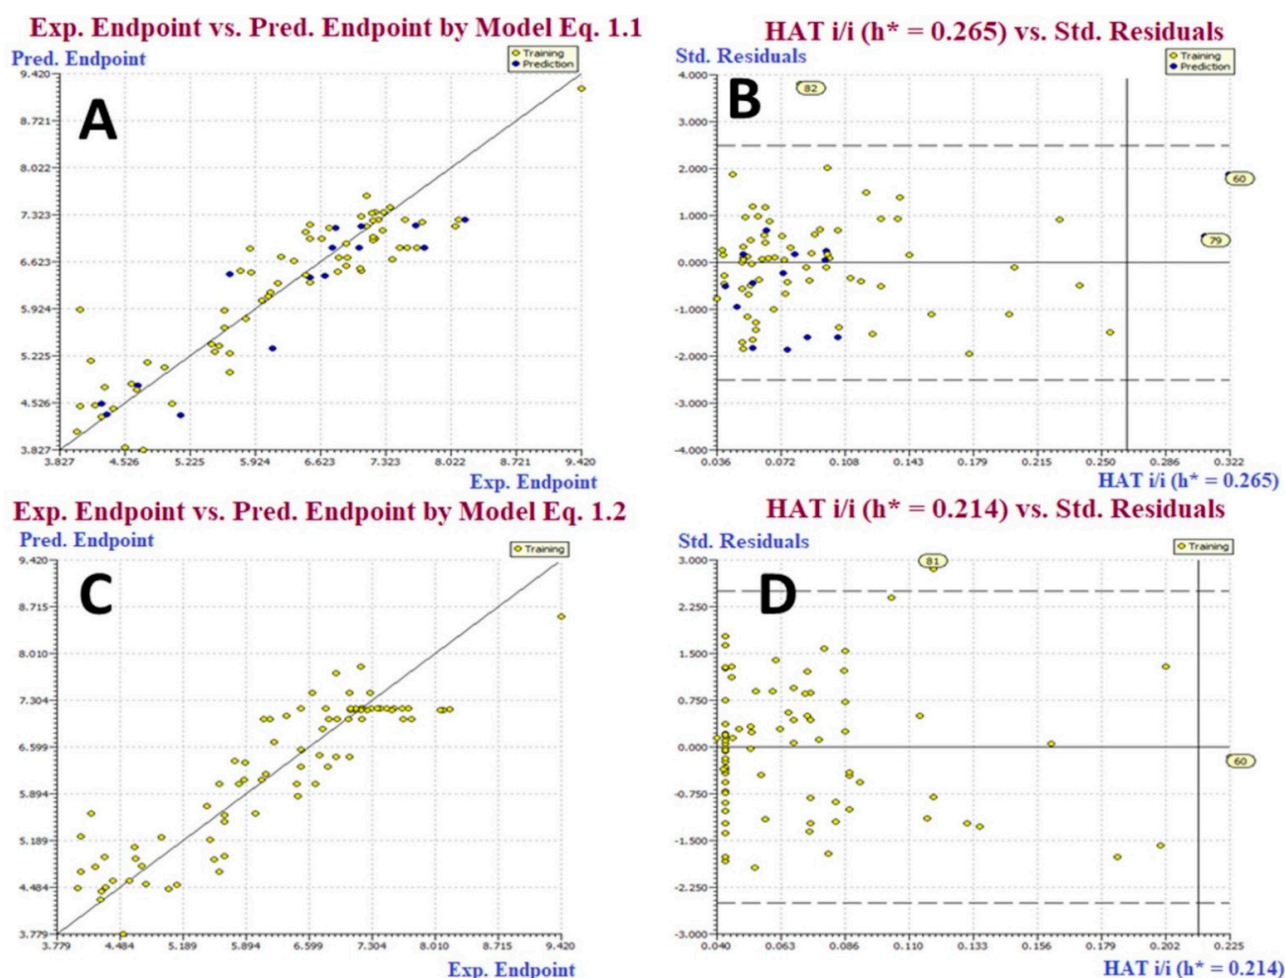 Exp. Endpoint vs. Pred. Endpoint by Model Eq. 1.1
Pred. Endpoint
Training
Prediction
A
9.420
8.721
8.022
7.323
6.623
5.924
5.225
4.526
3.827
3.827 4.526 5.225 5.924 6.623 7.323 8.022 8.721 9.420
Exp. Endpoint
HAT i/i (h* = 0.265) vs. Std. Residuals
Std. Residuals
Training
Prediction
B
82
60
79
4.000
3.000
2.000
1.000
0.000
-1.000
-2.000
-3.000
-4.000
0.036 0.072 0.108 0.143 0.179 0.215 0.250 0.286 0.322
HAT i/i (h* = 0.265)
Exp. Endpoint vs. Pred. Endpoint by Model Eq. 1.2
Pred. Endpoint
Training
C
9.420
8.715
8.010
7.304
6.599
5.894
5.189
4.484
3.779
3.779 4.484 5.189 5.894 6.599 7.304 8.010 8.715 9.420
Exp. Endpoint
HAT i/i (h* = 0.214) vs. Std. Residuals
Std. Residuals
Training
D
81
60
3.000
2.250
1.500
0.750
0.000
-0.750
-1.500
-2.250
-3.000
0.040 0.063 0.086 0.110 0.133 0.156 0.179 0.202 0.225
HAT i/i (h* = 0.214)